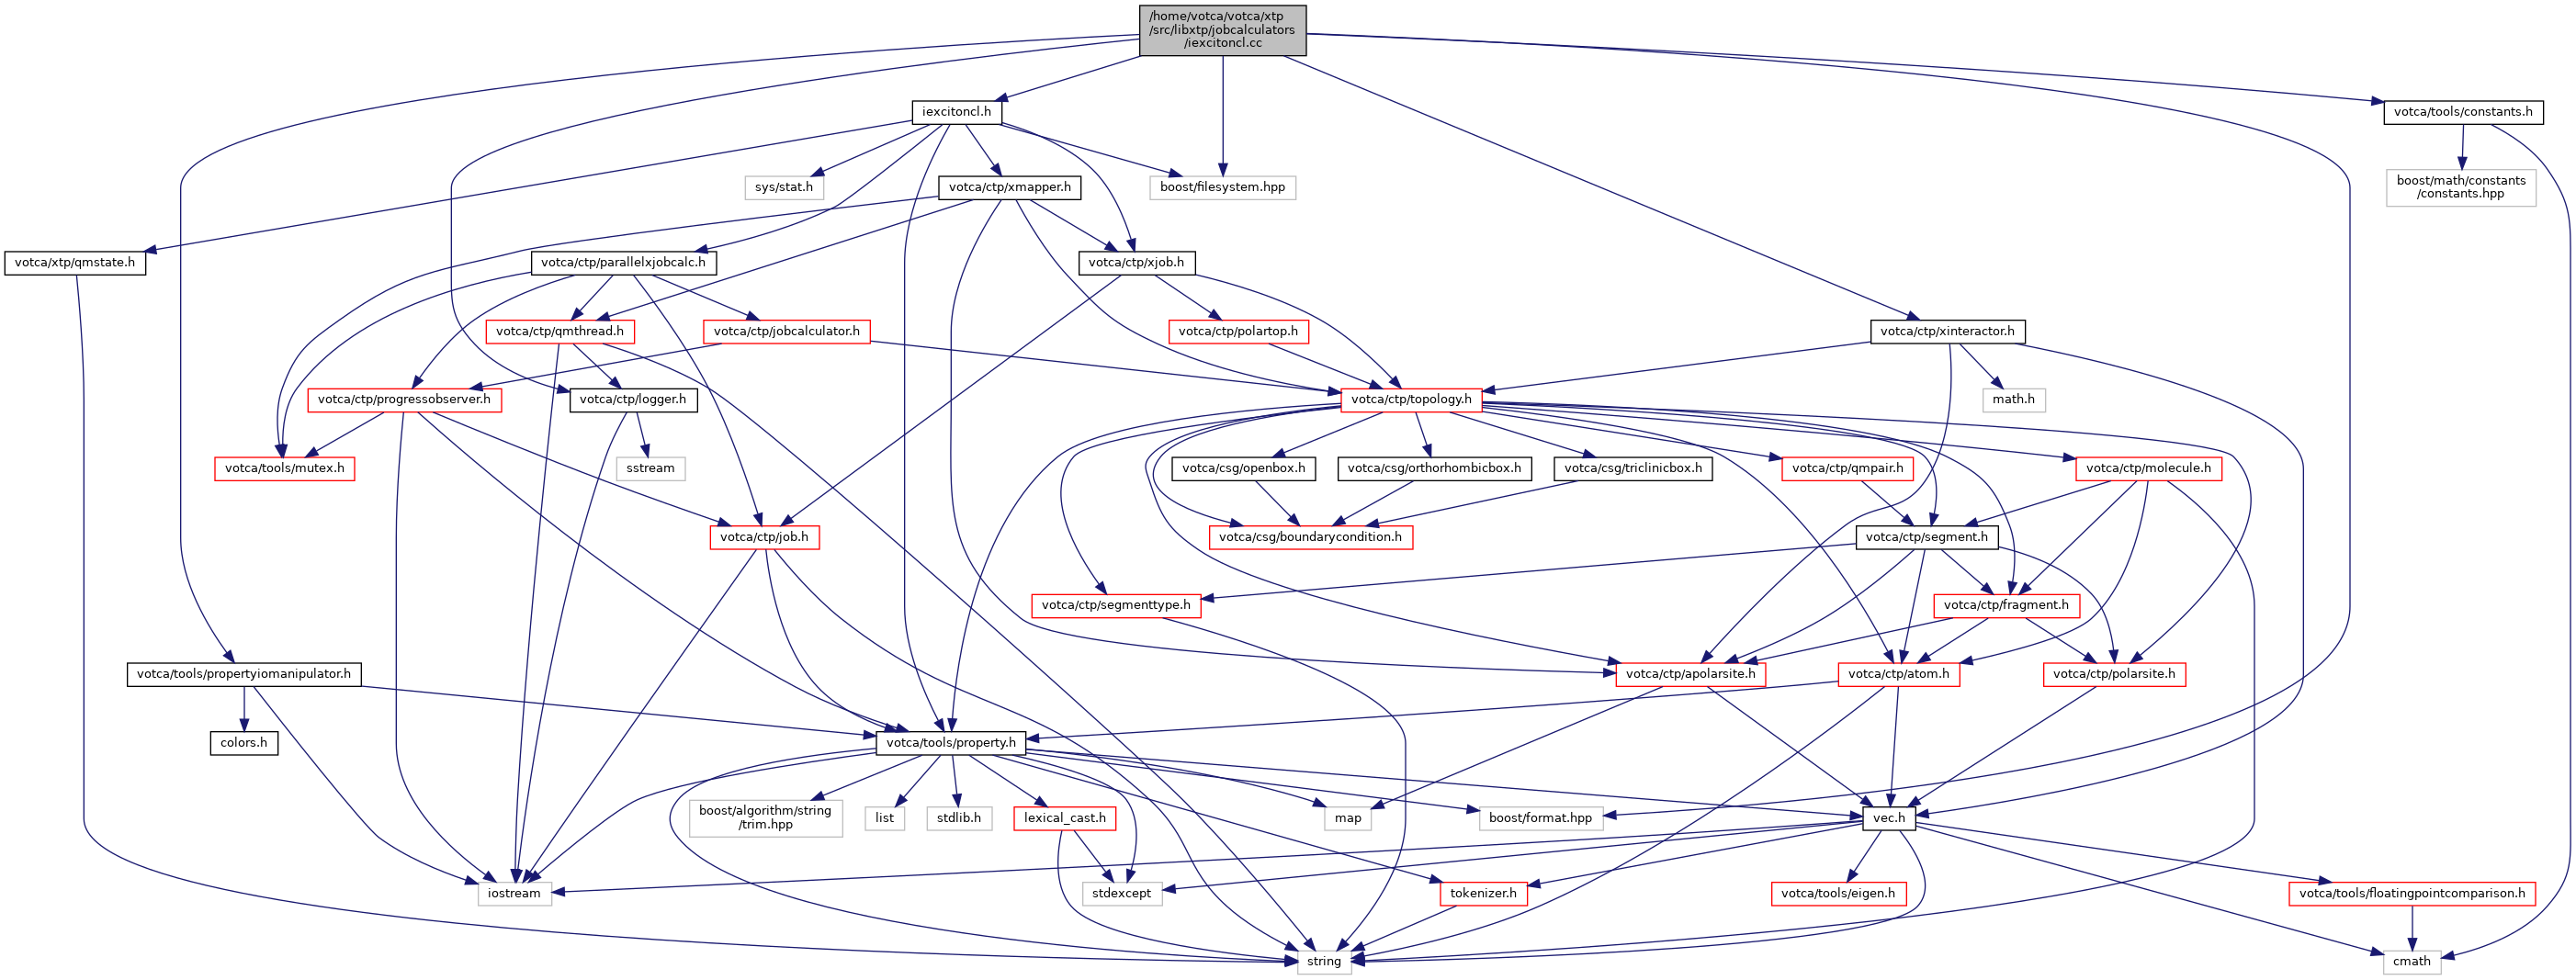 /home/votca/votca/xtp
/src/libxtp/jobcalculators
/iexcitoncl.cc
iexcitoncl.h
votca/tools/constants.h
sys/stat.h
votca/ctp/xmapper.h
boost/filesystem.hpp
boost/math/constants
/constants.hpp
votca/xtp/qmstate.h
votca/ctp/parallelxjobcalc.h
votca/ctp/xjob.h
votca/ctp/qmthread.h
votca/ctp/jobcalculator.h
votca/ctp/polartop.h
votca/ctp/xinteractor.h
votca/ctp/progressobserver.h
votca/ctp/logger.h
votca/ctp/topology.h
math.h
votca/tools/mutex.h
sstream
votca/csg/openbox.h
votca/csg/orthorhombicbox.h
votca/csg/triclinicbox.h
votca/ctp/qmpair.h
votca/ctp/molecule.h
votca/ctp/job.h
votca/csg/boundarycondition.h
votca/ctp/segment.h
votca/ctp/segmenttype.h
votca/ctp/fragment.h
votca/tools/propertyiomanipulator.h
votca/ctp/apolarsite.h
votca/ctp/atom.h
votca/ctp/polarsite.h
colors.h
votca/tools/property.h
boost/algorithm/string
/trim.hpp
list
stdlib.h
lexical_cast.h
map
boost/format.hpp
vec.h
iostream
stdexcept
tokenizer.h
votca/tools/eigen.h
votca/tools/floatingpointcomparison.h
string
cmath